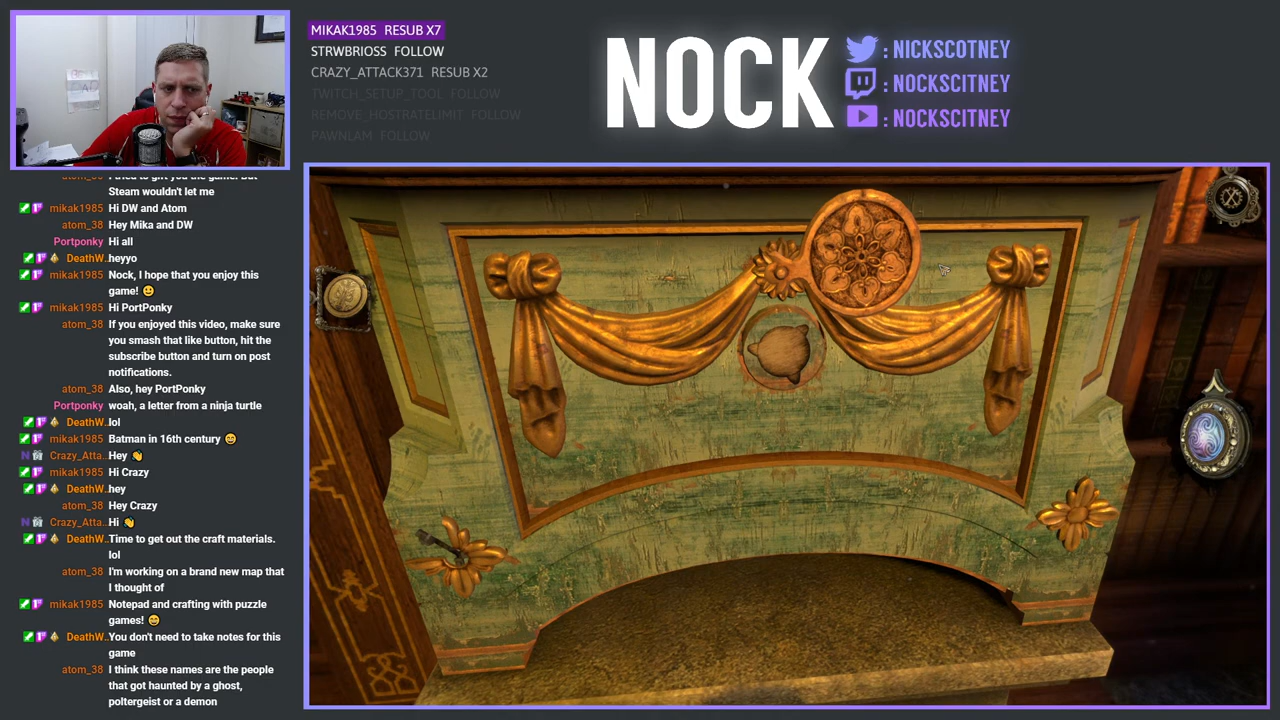 MIKAK1985 RESUB X7
STRWBRIOSS FOLLOW
CRAZY_ATTACK371 RESUB X2
TWITCH_SETUP_TOOL FOLLOW
REMOVE_HOSTRATELIMIT FOLLOW
PAWNLAM FOLLOW
NOCK
: NICKSCOTNEY
: NOCKSCITNEY
: NOCKSCITNEY
Steam wouldn't let me
mikak1985 Hi DW and Atom
atom_38 Hey Mika and DW
Portponky Hi all
DeathW.. heyyo
mikak1985 Nock, I hope that you enjoy this
game! 🙂
mikak1985 Hi PortPonky
atom_38 If you enjoyed this video, make sure
you smash that like button, hit the
subscribe button and turn on post
notifications.
atom_38 Also, hey PortPonky
Portponky woah, a letter from a ninja turtle
DeathW.. lol
mikak1985 Batman in 16th century 😄
Crazy_Atta.. Hey 👋
mikak1985 Hi Crazy
DeathW.. hey
atom_38 Hey Crazy
Crazy_Atta.. Hi 👋
DeathW.. Time to get out the craft materials.
lol
atom_38 I'm working on a brand new map that
I thought of
mikak1985 Notepad and crafting with puzzle
games! 😄
DeathW.. You don't need to take notes for this
game
atom_38 I think these names are the people
that got haunted by a ghost,
poltergeist or a demon